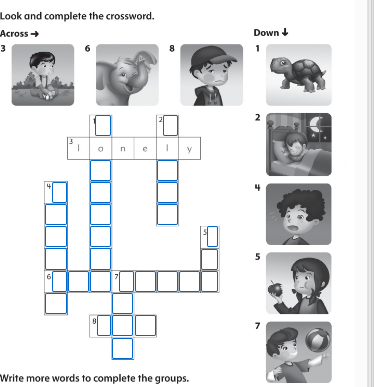 Look and complete the crossword.
Across → Down ↓
3 6 8 1
1 2
3 l o n e l y
2
4
4
5
5
6 7
8
7
Write more words to complete the groups.